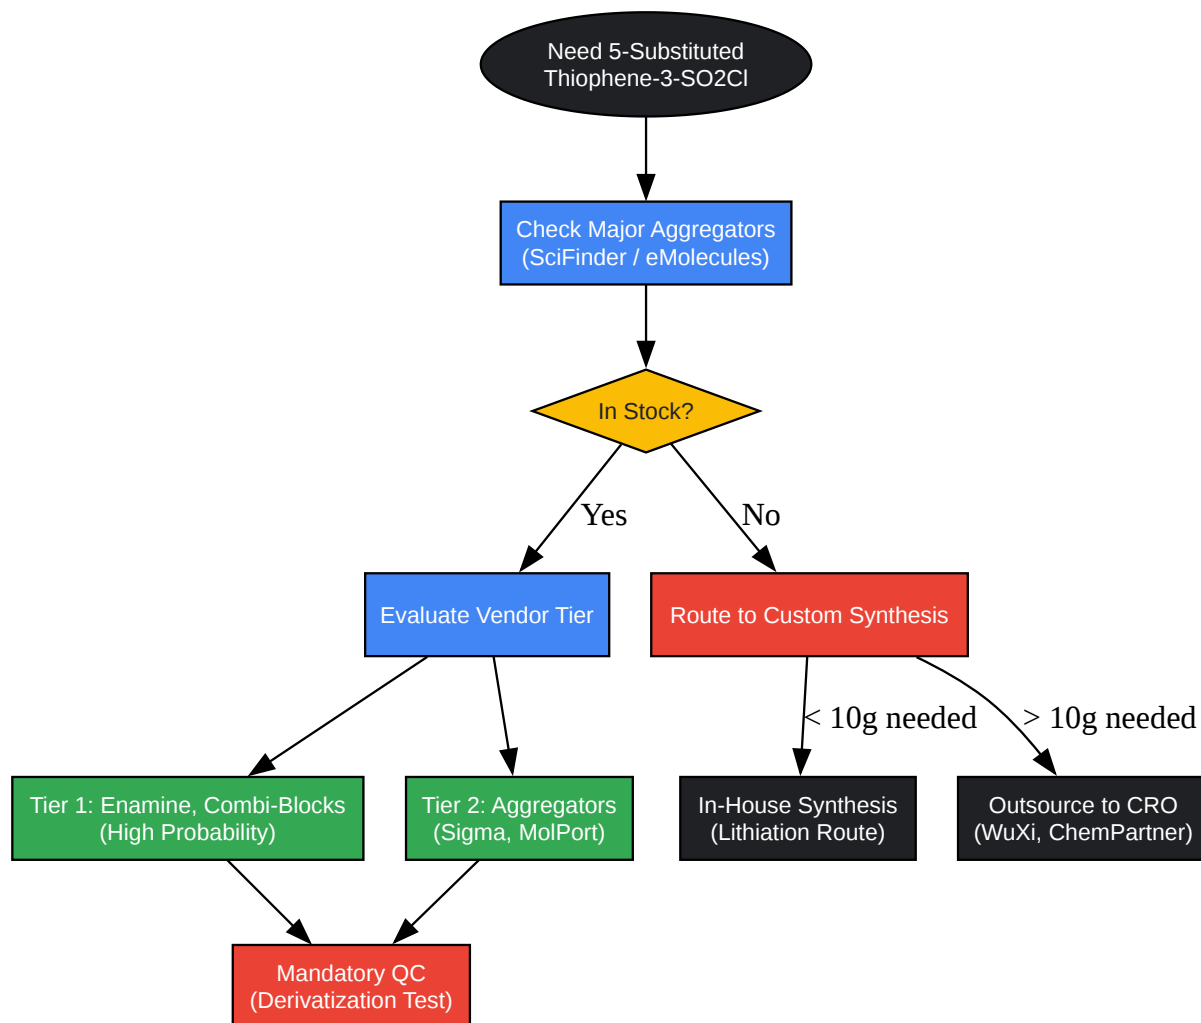 Need 5-Substituted
Thiophene-3-SO2Cl
Check Major Aggregators
(SciFinder / eMolecules)
In Stock?
Yes
No
Evaluate Vendor Tier
Route to Custom Synthesis
< 10g needed
> 10g needed
Tier 1: Enamine, Combi-Blocks
(High Probability)
Tier 2: Aggregators
(Sigma, MolPort)
In-House Synthesis
(Lithiation Route)
Outsource to CRO
(WuXi, ChemPartner)
Mandatory QC
(Derivatization Test)